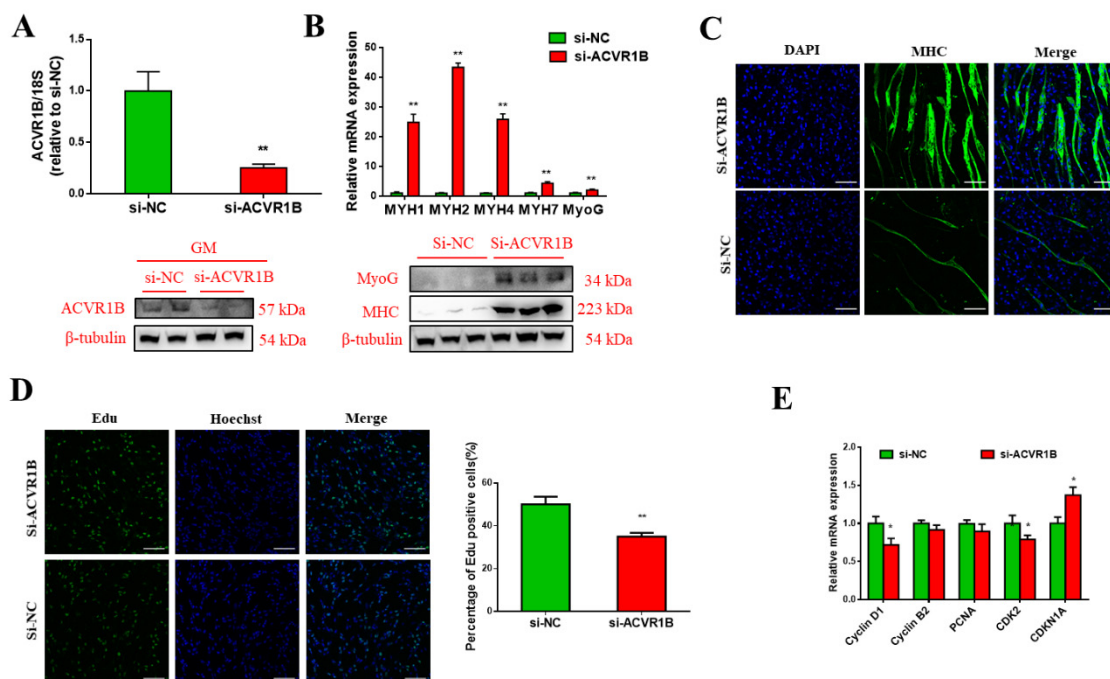 A
ACVR1B/18S
(relative to si-NC)
1.5
1.0
0.5
0.0
**
si-NC
si-ACVR1B
GM
si-NC
si-ACVR1B
ACVR1B
57 kDa
β-tubulin
54 kDa
B
si-NC
si-ACVR1B
Relative mRNA expression
50
40
30
20
10
0
**
**
**
**
**
MYH1
MYH2
MYH4
MYH7
MyoG
Si-NC
Si-ACVR1B
MyoG
34 kDa
MHC
223 kDa
β-tubulin
54 kDa
C
DAPI
MHC
Merge
Si-ACVR1B
Si-NC
D
Edu
Hoechst
Merge
Si-ACVR1B
Si-NC
Percentage of Edu positive cells(%)
60
40
20
0
**
si-NC
si-ACVR1B
E
si-NC
si-ACVR1B
Relative mRNA expression
2.0
1.5
1.0
0.5
0.0
*
*
*
*
Cyclin D1
Cyclin B2
PCNA
CDK2
CDKN1A